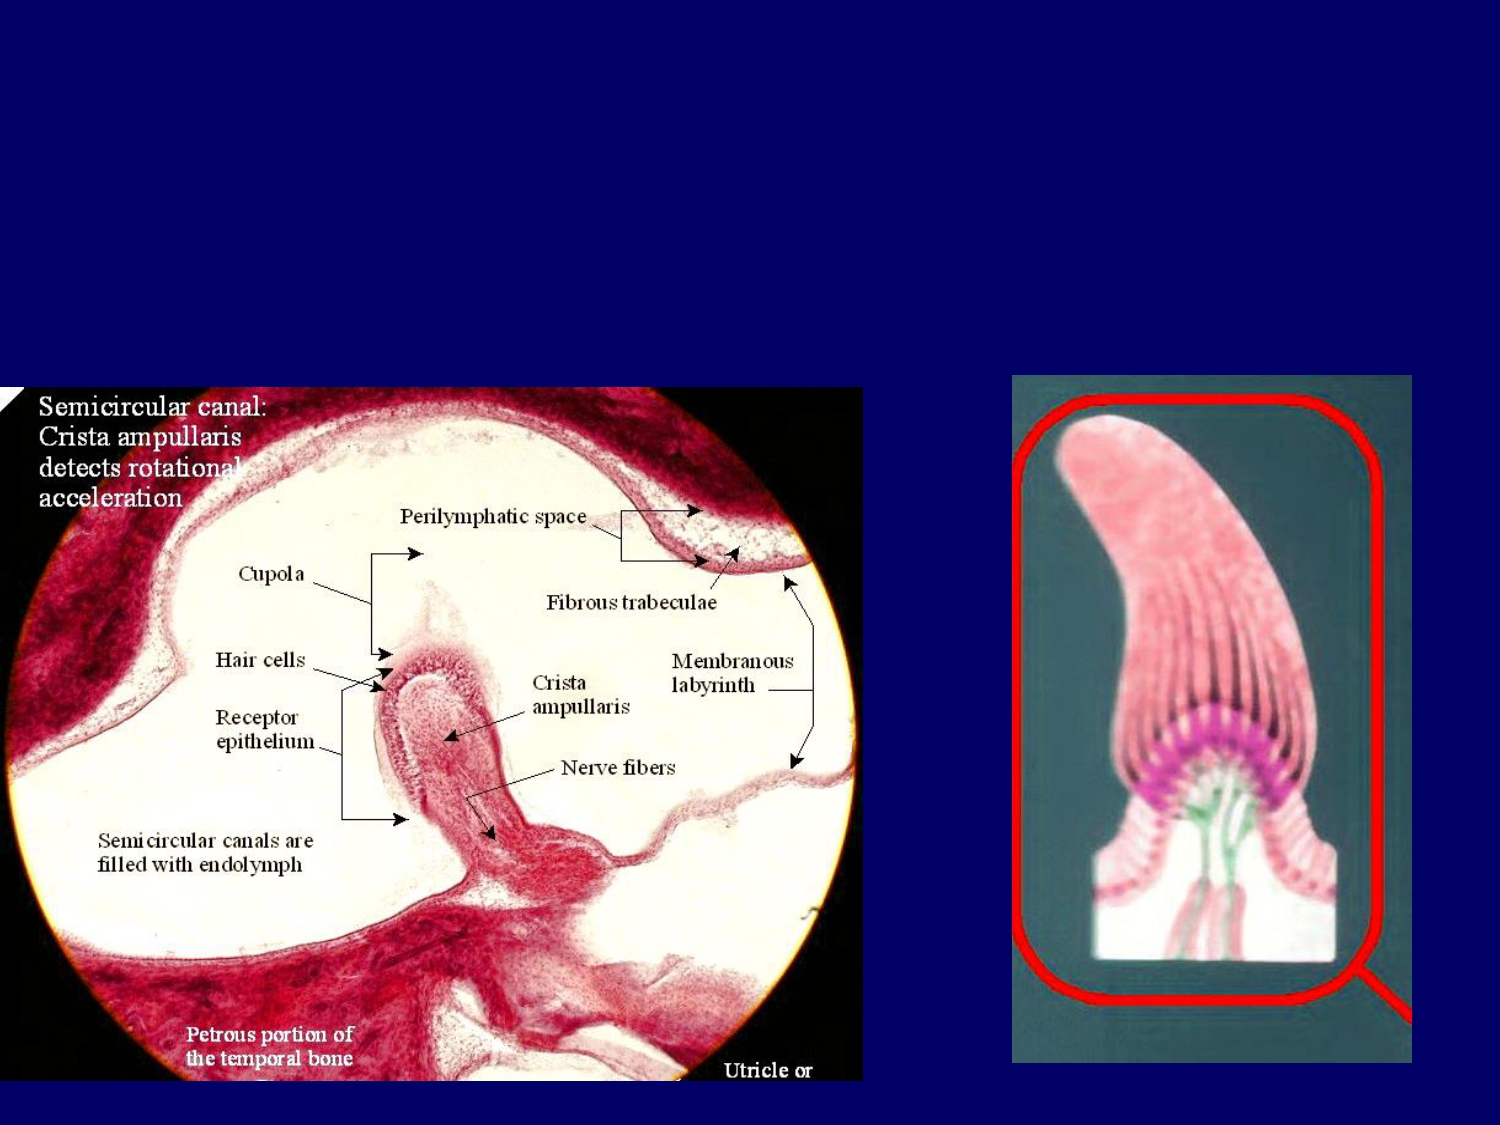 Semicircular canal:
Crista ampullaris
detects rotational
acceleration
Perilymphatic space
Cupola
Fibrous trabeculae
Hair cells
Membranous
labyrinth
Crista
ampullaris
Receptor
epithelium
Nerve fibers
Semicircular canals are
filled with endolymph
Petrous portion of
the temporal bone
Utricle or